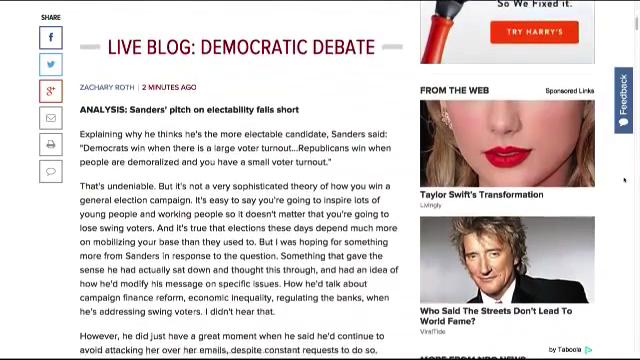 SHARE
So We Fixed it.
TRY HARRY'S
LIVE BLOG: DEMOCRATIC DEBATE
ZACHARY ROTH | 2 MINUTES AGO
ANALYSIS: Sanders' pitch on electability falls short
Explaining why he thinks he's the more electable candidate, Sanders said:
"Democrats win when there is a large voter turnout...Republicans win when
people are demoralized and you have a small voter turnout."
That's undeniable. But it's not a very sophisticated theory of how you win a
general election campaign. It's easy to say you're going to inspire lots of
young people and working people so it doesn't matter that you're going to
lose swing voters. And it's true that elections these days depend much more
on mobilizing your base than they used to. But I was hoping for something
more from Sanders in response to the question. Something that gave the
sense he had actually sat down and thought this through, and had an idea of
how he'd modify his message on specific issues. How he'd talk about
campaign finance reform, economic inequality, regulating the banks, when
he's addressing swing voters. I didn't hear that.
However, he did just have a great moment when he said he'd continue to
avoid attacking her over her emails, despite constant requests to do so,
FROM THE WEB
Sponsored Links
Taylor Swift's Transformation
Livingly
Who Said The Streets Don't Lead To
World Fame?
ViralTide
by Taboola
MORE FROM NBC NEWS
Feedback
f
g+